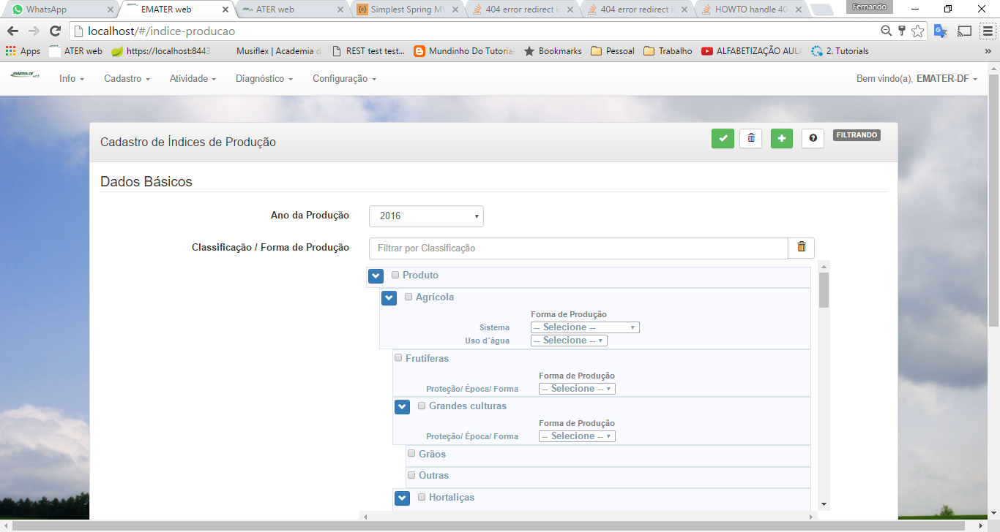 WhatsApp
EMATER web
ATER web
Simplest Spring MV
404 error redirect in
404 error redirect in
HOWTO handle 40
Fernando
localhost/#/indice-producao
Apps
ATER web
https://localhost:8443
Musiflex | Academia d
REST test test...
Mundinho Do Tutoria
Bookmarks
Pessoal
Trabalho
ALFABETIZAÇÃO AUL
2. Tutorials
»
EMATER-DF web
Info
Cadastro
Atividade
Diagnóstico
Configuração
Bem vindo(a), EMATER-DF
Cadastro de Índices de Produção
FILTRANDO
Dados Básicos
Ano da Produção
2016
Classificação / Forma de Produção
Filtrar por Classificação
Produto
Agrícola
Forma de Produção
Sistema
-- Selecione --
Uso d´água
-- Selecione --
Frutíferas
Forma de Produção
Proteção/ Época/ Forma
-- Selecione --
Grandes culturas
Forma de Produção
Proteção/ Época/ Forma
-- Selecione --
Grãos
Outras
Hortaliças